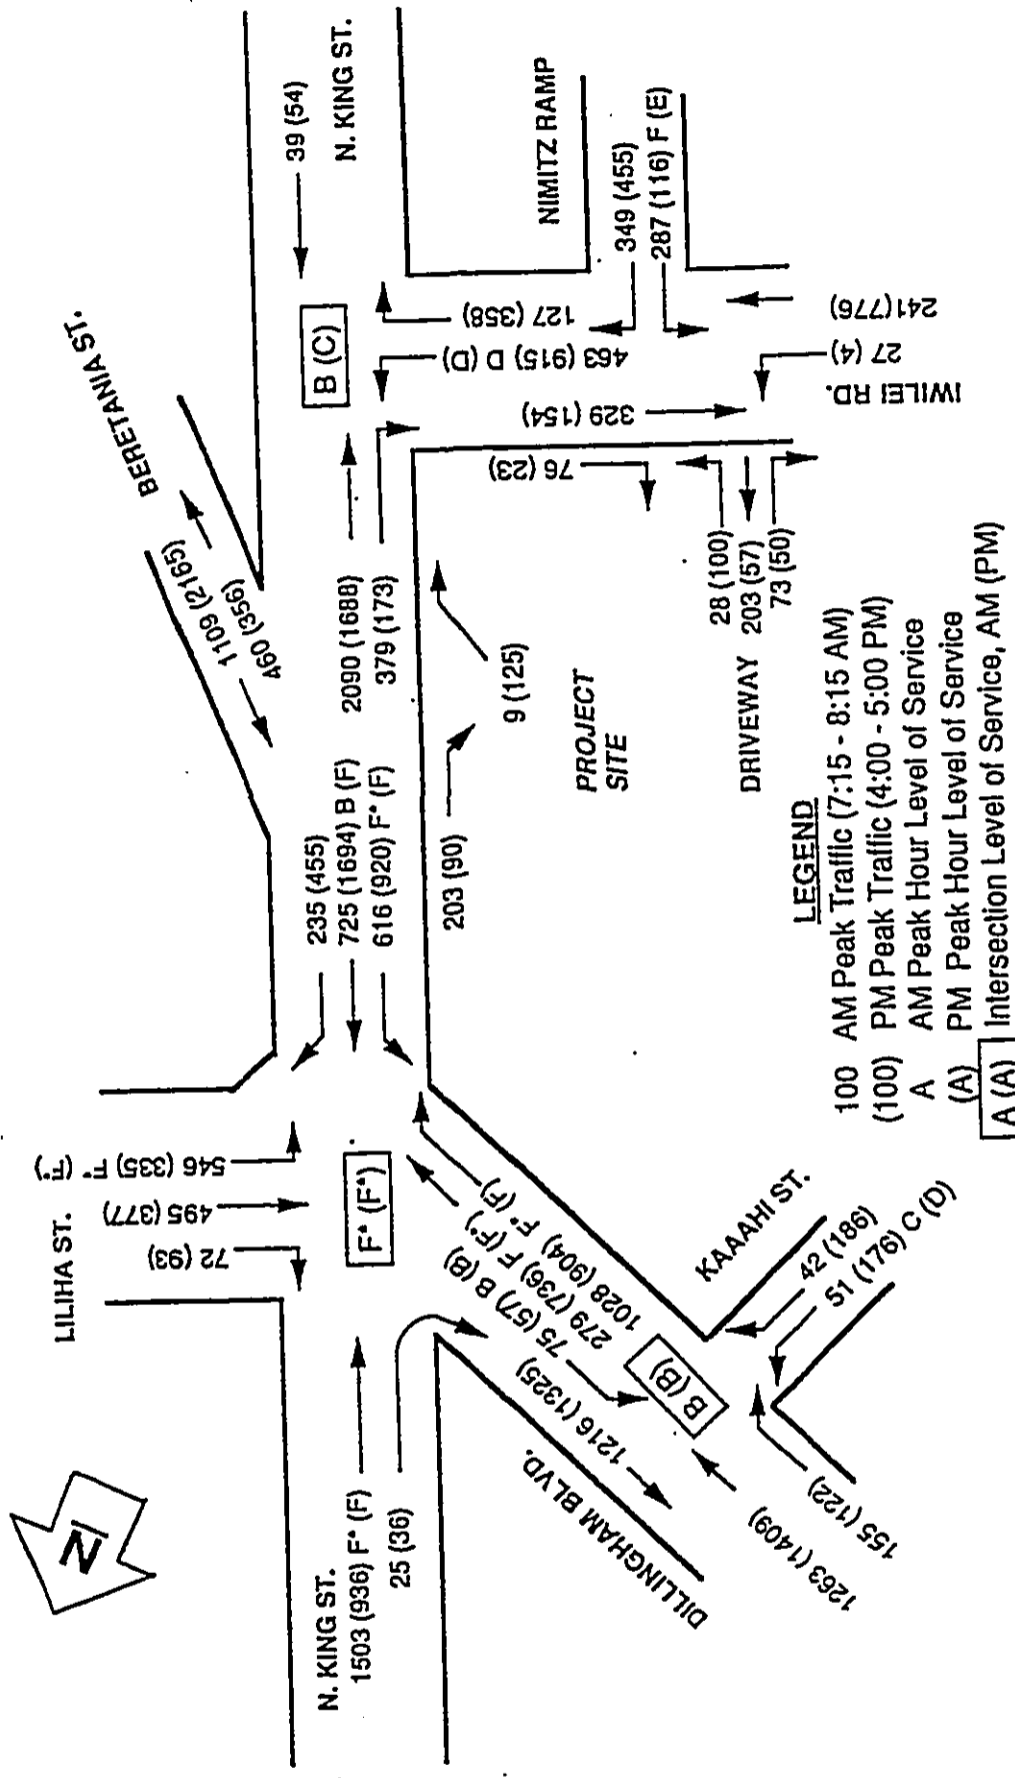 N
LILIHA ST.
72 (93)
495 (377)
546 (335) F* (F*)
BERETANIA ST.
1109 (2165)
460 (356)
N. KING ST.
1503 (936) F* (F)
25 (36)
F* (F*)
235 (455)
725 (1694) B (F)
616 (920) F* (F)
2090 (1688)
379 (173)
B (C)
39 (54)
N. KING ST.
127 (358)
463 (915) D (D)
NIMITZ RAMP
349 (455)
287 (116) F (E)
329 (154)
76 (23)
241 (776)
27 (4)
IWILEI RD.
203 (90)
9 (125)
PROJECT
SITE
28 (100)
DRIVEWAY 203 (57)
73 (50)
1028 (904) F* (F)
279 (736) F (F*)
75 (57) B (B)
1216 (1325)
DILLINGHAM BLVD.
B (B)
KAAAHI ST.
42 (186)
51 (176) C (D)
155 (122)
1263 (1409)
LEGEND
100 AM Peak Traffic (7:15 - 8:15 AM)
(100) PM Peak Traffic (4:00 - 5:00 PM)
A AM Peak Hour Level of Service
(A) PM Peak Hour Level of Service
A (A) Intersection Level of Service, AM (PM)